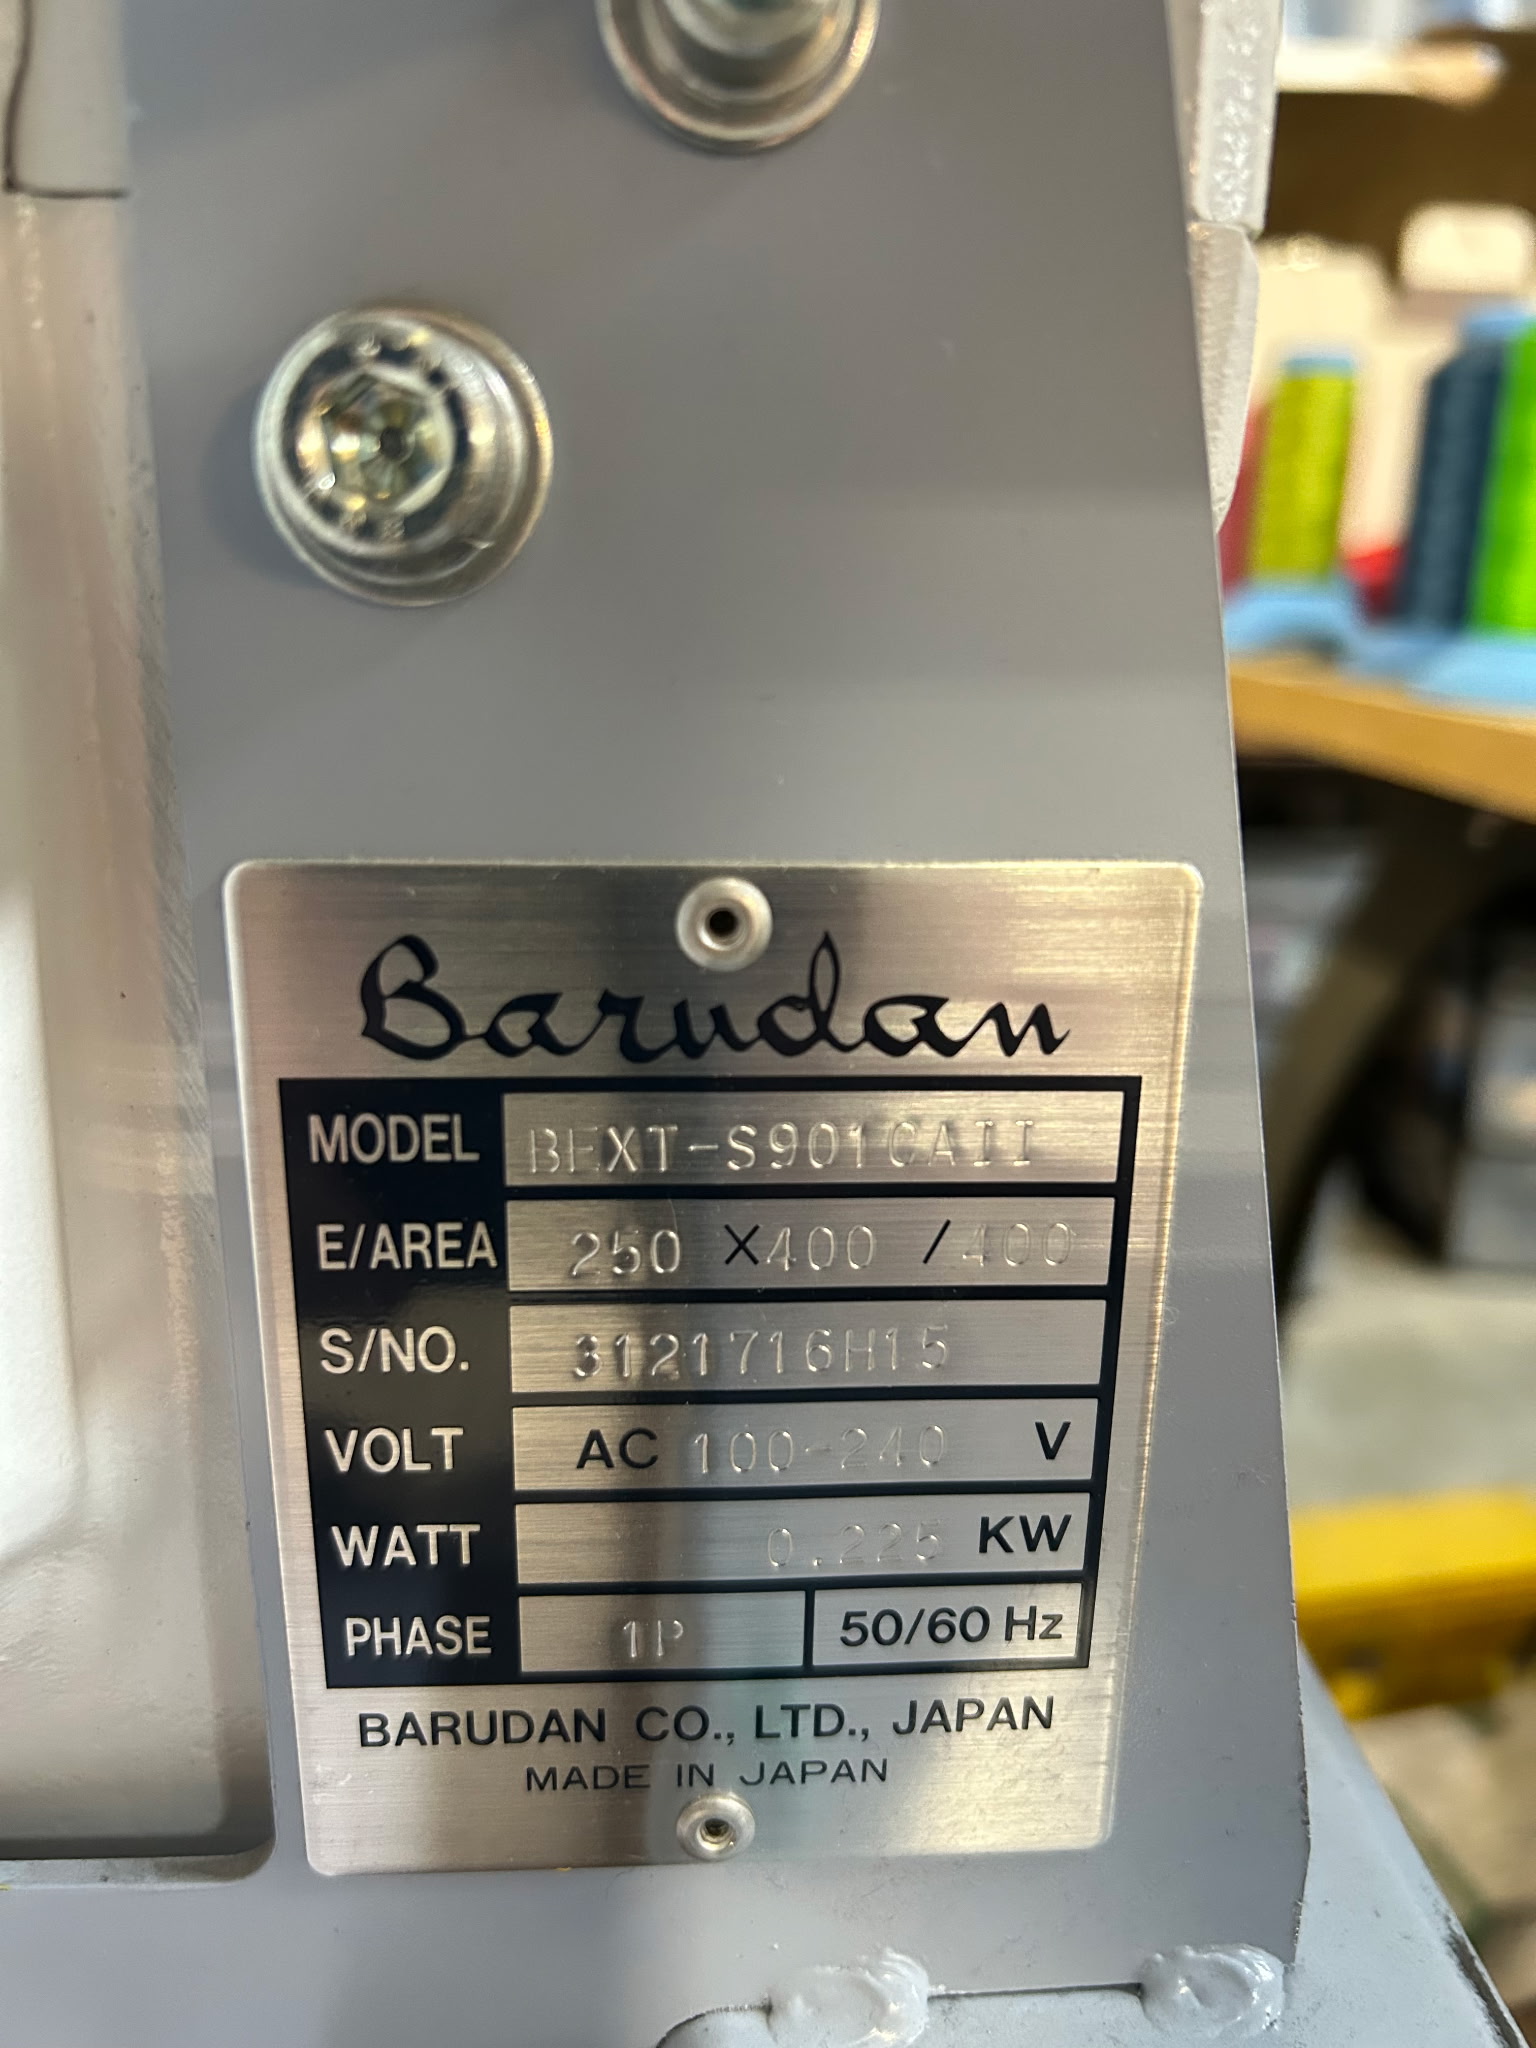 Barudan
MODEL BEXT-S901CAII
E/AREA 250 X400 /400
S/NO. 3121716H15
VOLT AC 100-240 V
WATT 0.225 KW
PHASE 1P 50/60 Hz
BARUDAN CO., LTD., JAPAN
MADE IN JAPAN